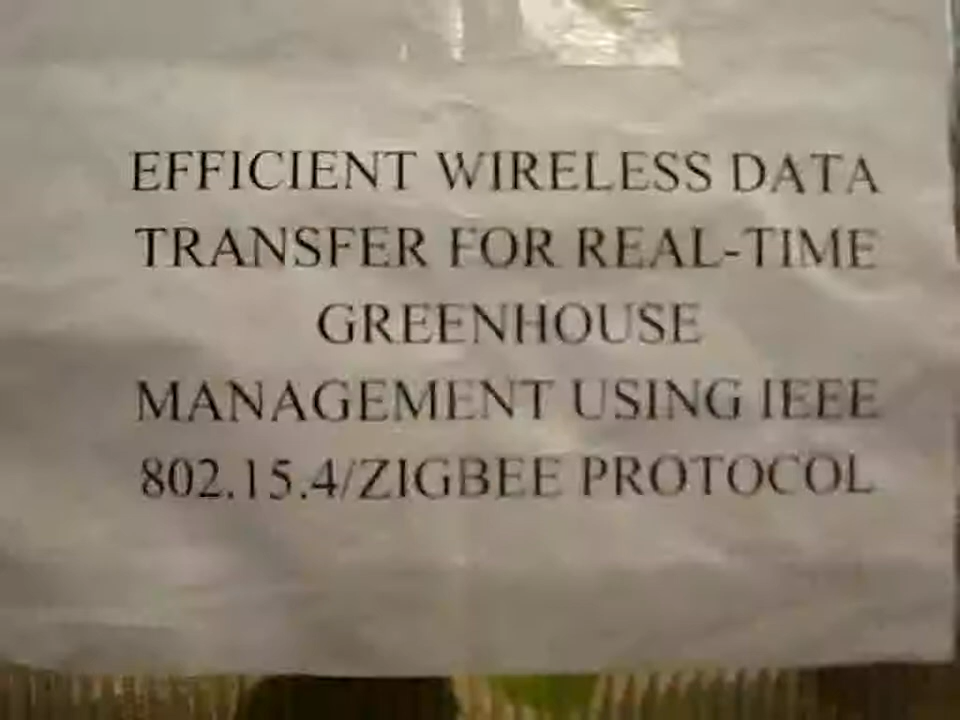 EFFICIENT WIRELESS DATA
TRANSFER FOR REAL-TIME
GREENHOUSE
MANAGEMENT USING IEEE
802.15.4/ZIGBEE PROTOCOL